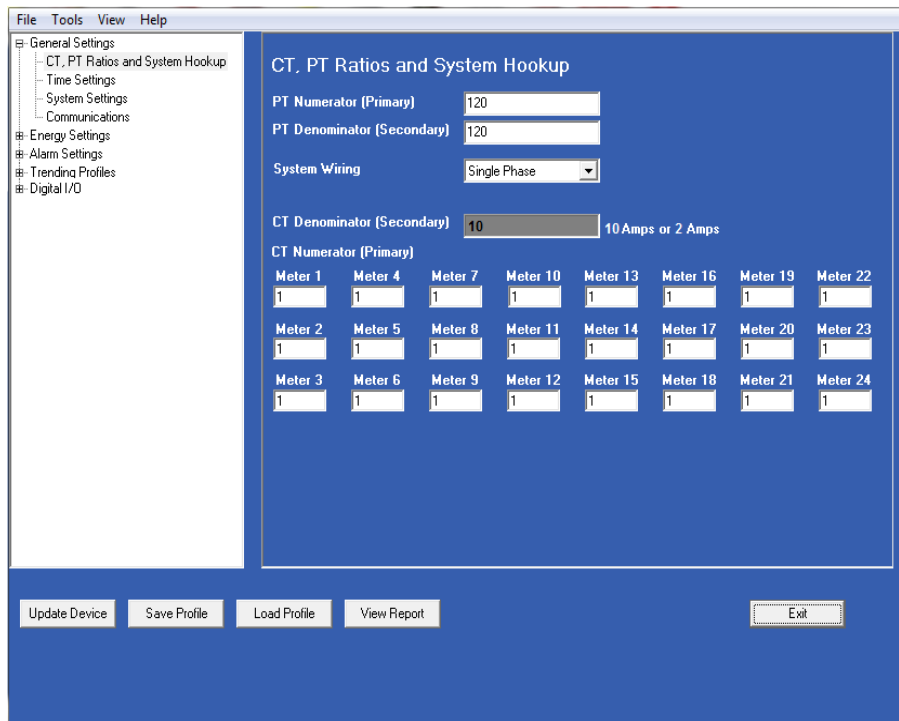 File Tools View Help
General Settings
CT, PT Ratios and System Hookup
Time Settings
System Settings
Communications
Energy Settings
Alarm Settings
Trending Profiles
Digital I/O
CT, PT Ratios and System Hookup
PT Numerator (Primary) 120
PT Denominator (Secondary) 120
System Wiring Single Phase
CT Denominator (Secondary) 10 10 Amps or 2 Amps
CT Numerator (Primary)
Meter 1 Meter 4 Meter 7 Meter 10 Meter 13 Meter 16 Meter 19 Meter 22
1 1 1 1 1 1 1 1
Meter 2 Meter 5 Meter 8 Meter 11 Meter 14 Meter 17 Meter 20 Meter 23
1 1 1 1 1 1 1 1
Meter 3 Meter 6 Meter 9 Meter 12 Meter 15 Meter 18 Meter 21 Meter 24
1 1 1 1 1 1 1 1
Update Device Save Profile Load Profile View Report Exit